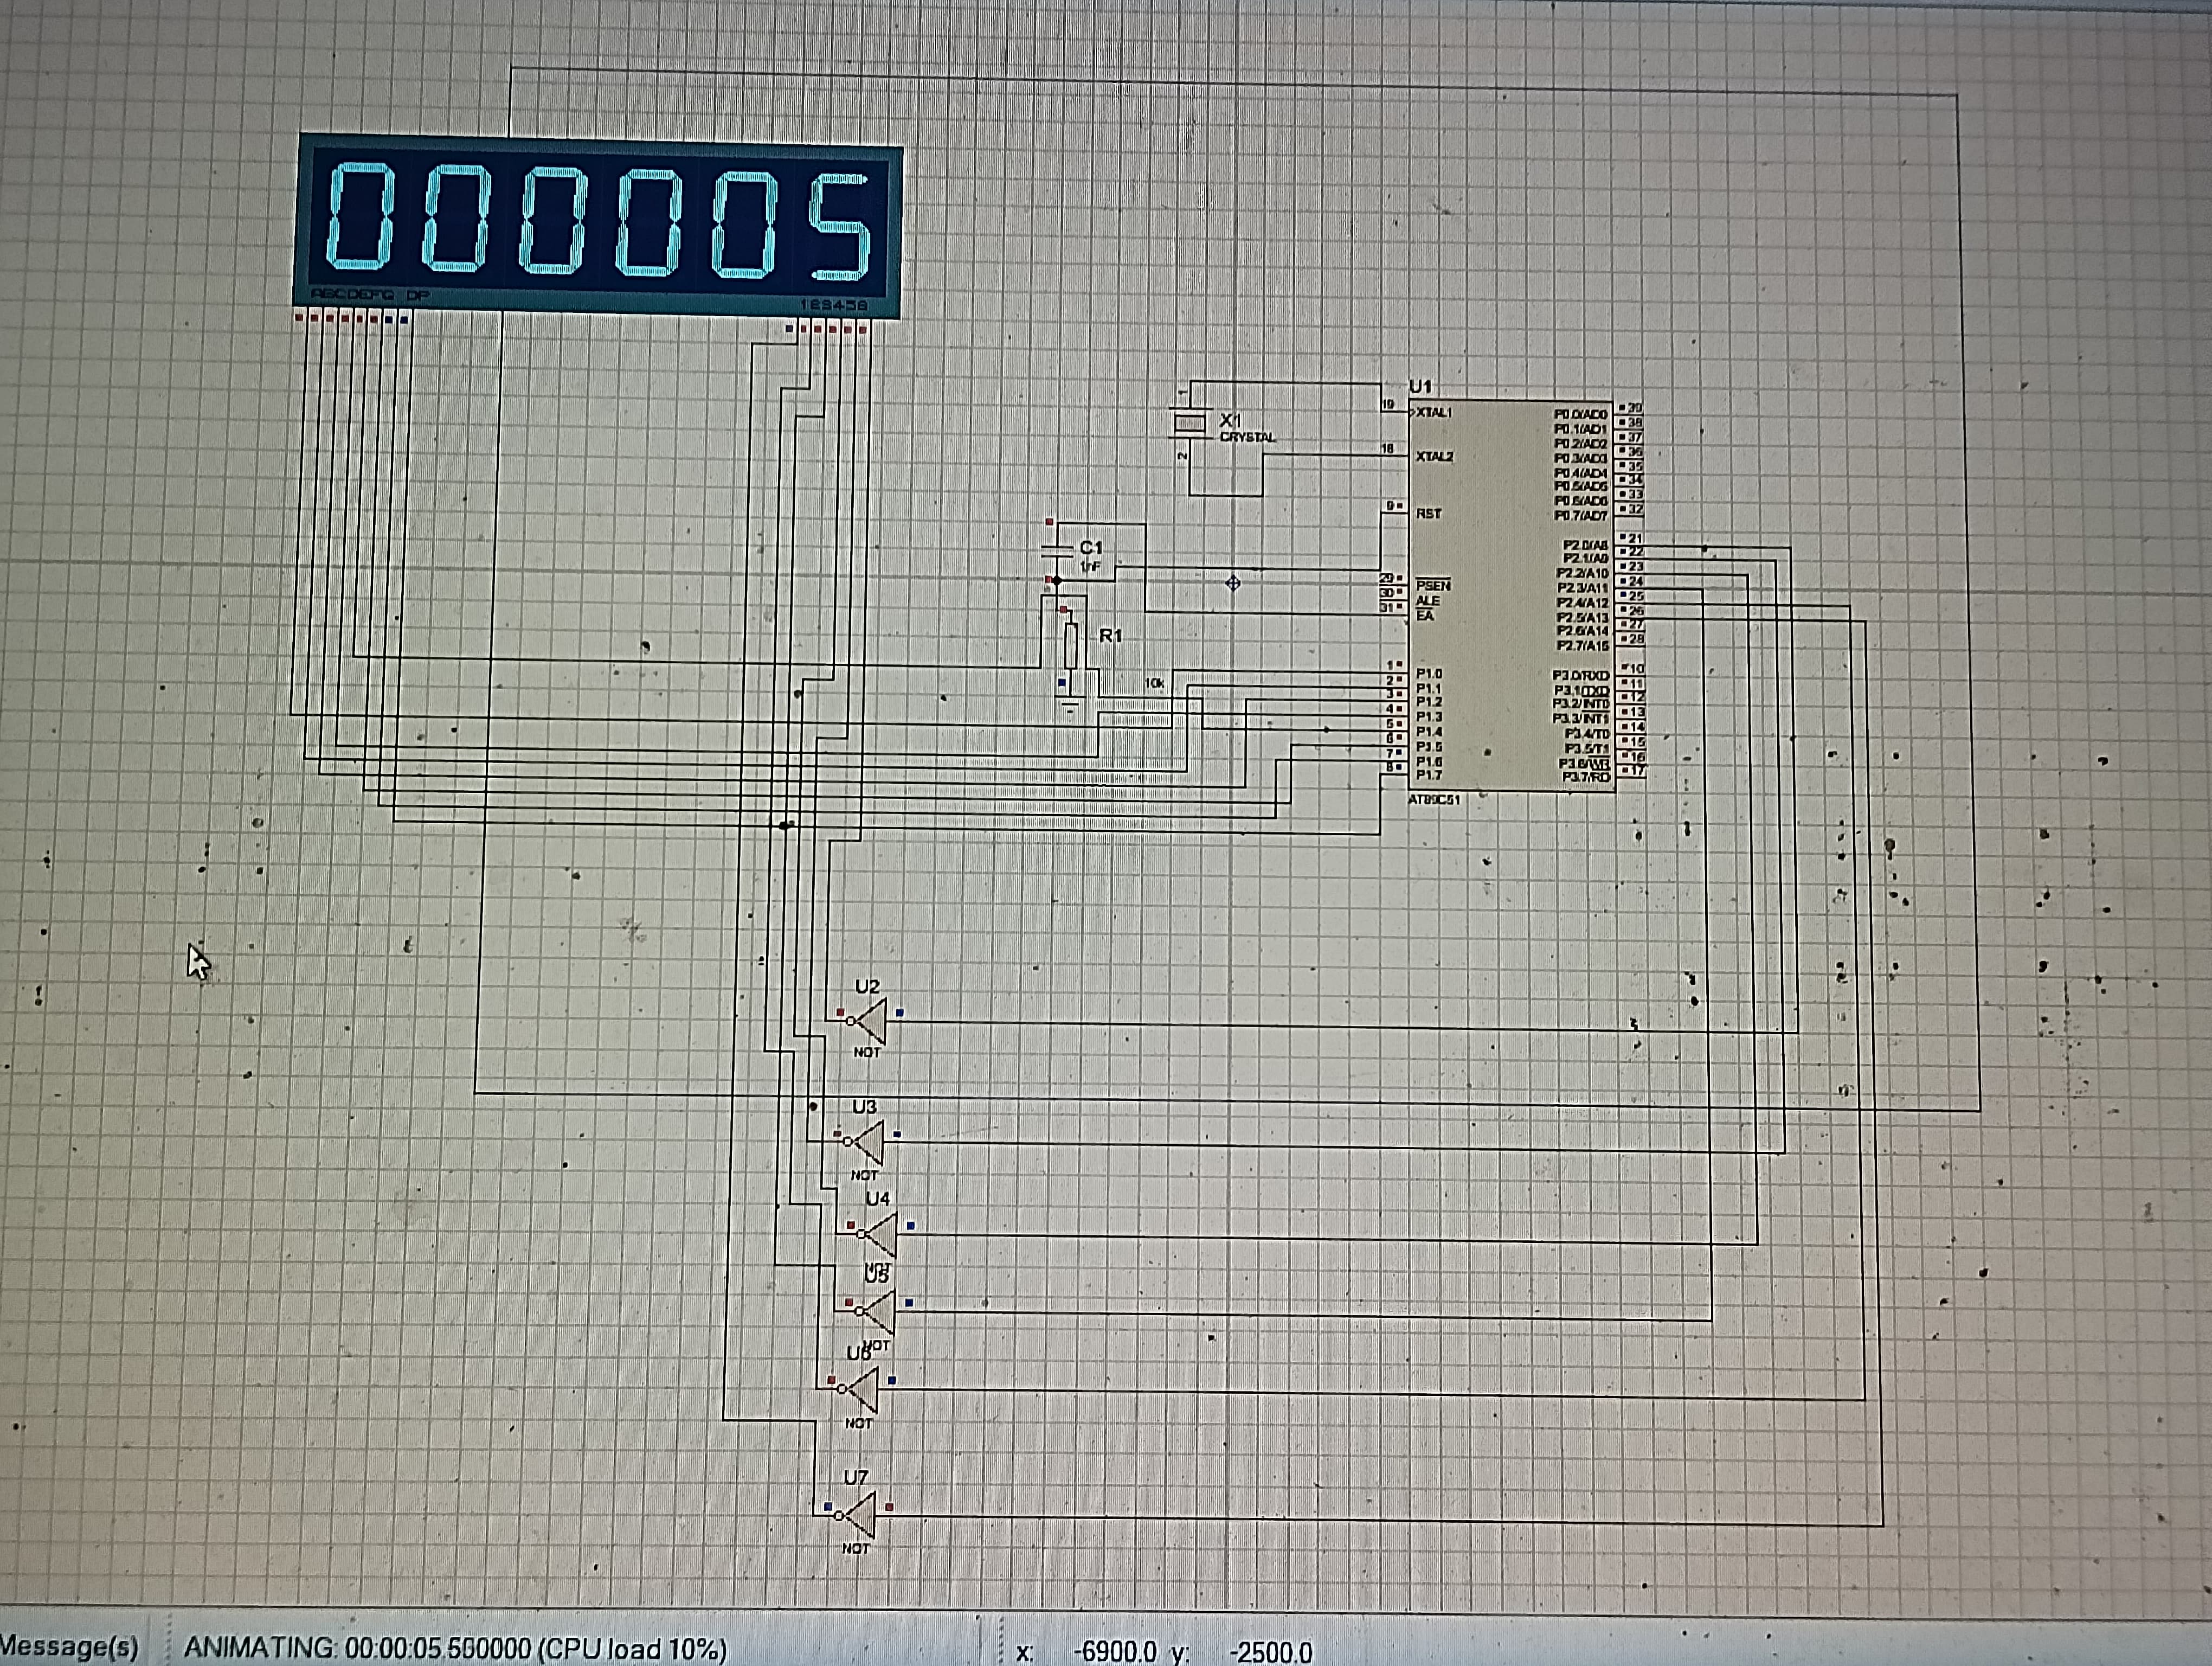 000005
ABCDEFG DP
123456
1
X1
CRYSTAL
2
C1
1nF
R1
10k
U1
19
XTAL1
18
XTAL2
9
RST
29
PSEN
30
ALE
31
EA
1
P1.0
2
P1.1
3
P1.2
4
P1.3
5
P1.4
6
P1.5
7
P1.6
8
P1.7
P0.0/AD0
39
P0.1/AD1
38
P0.2/AD2
37
P0.3/AD3
36
P0.4/AD4
35
P0.5/AD5
34
P0.6/AD6
33
P0.7/AD7
32
P2.0/A8
21
P2.1/A9
22
P2.2/A10
23
P2.3/A11
24
P2.4/A12
25
P2.5/A13
26
P2.6/A14
27
P2.7/A15
28
P3.0/RXD
10
P3.1/TXD
11
P3.2/INT0
12
P3.3/INT1
13
P3.4/T0
14
P3.5/T1
15
P3.6/WR
16
P3.7/RD
17
AT89C51
U2
NOT
U3
NOT
U4
NOT
U5
NOT
U6
NOT
U7
NOT
Message(s) ANIMATING: 00:00:05.550000 (CPU load 10%) x: -6900.0 y: -2500.0